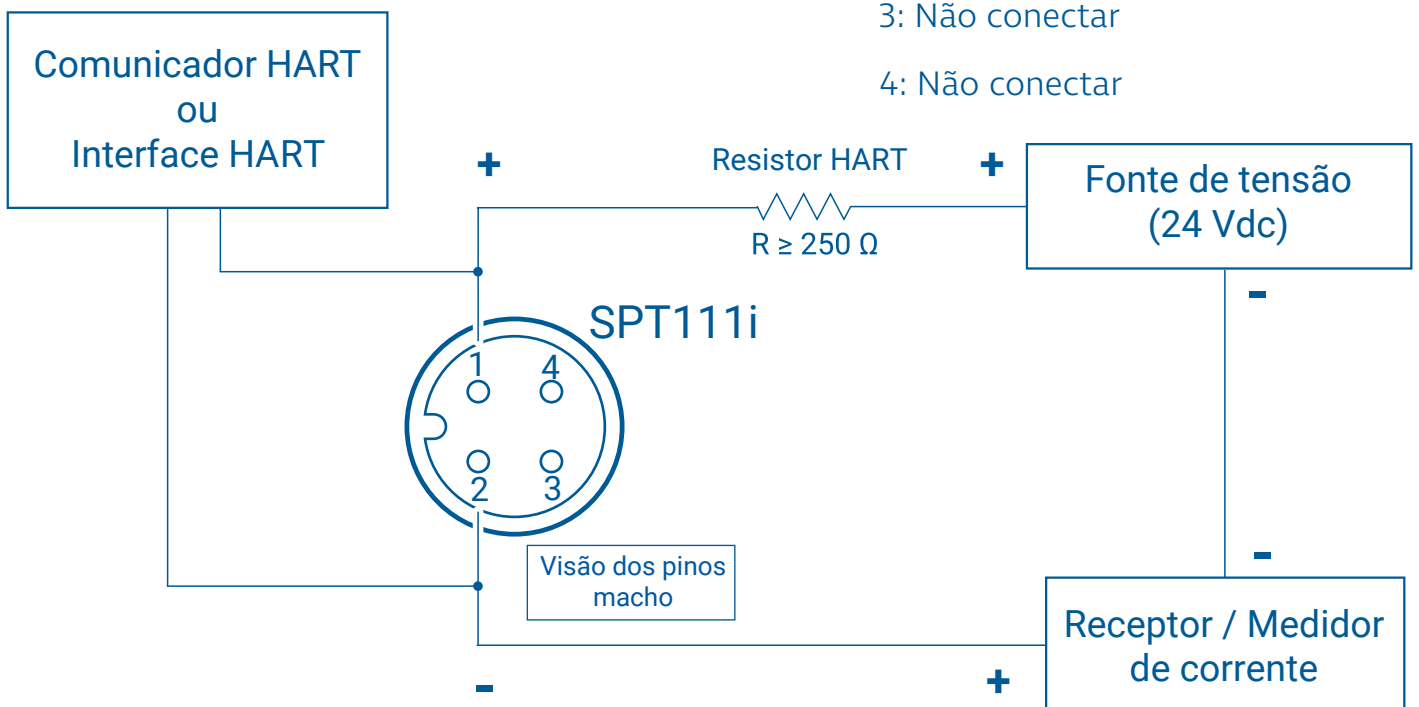 3: Não conectar
4: Não conectar
Comunicador HART
ou
Interface HART
+
Resistor HART
+
R ≥ 250 Ω
Fonte de tensão
(24 Vdc)
-
SPT111i
1
4
2
3
Visão dos pinos
macho
-
Receptor / Medidor
de corrente
-
+